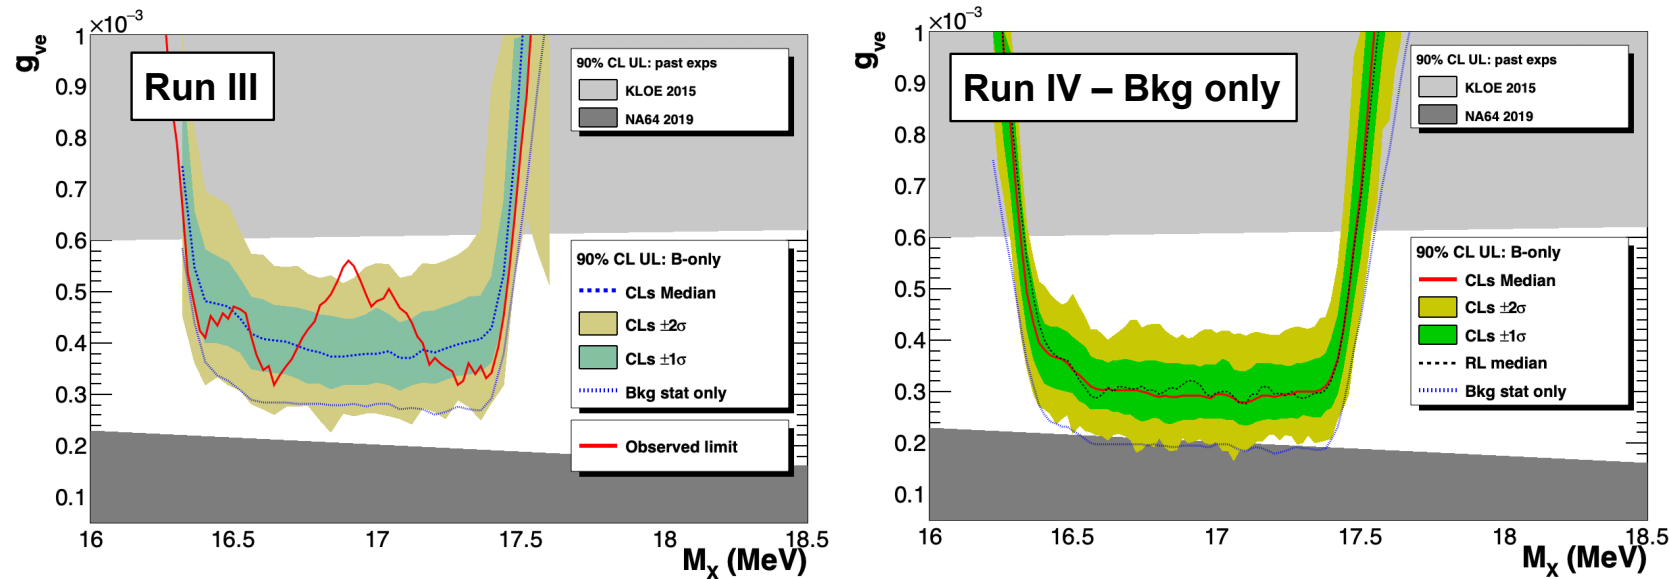 ×10⁻³
g_ve
Run III
90% CL UL: past exps
KLOE 2015
NA64 2019
90% CL UL: B-only
CLs Median
CLs ±2σ
CLs ±1σ
Bkg stat only
Observed limit
1
0.9
0.8
0.7
0.6
0.5
0.4
0.3
0.2
0.1
16 16.5 17 17.5 18 18.5
M_X (MeV)
×10⁻³
g_ve
Run IV – Bkg only
90% CL UL: past exps
KLOE 2015
NA64 2019
90% CL UL: B-only
CLs Median
CLs ±2σ
CLs ±1σ
RL median
Bkg stat only
1
0.9
0.8
0.7
0.6
0.5
0.4
0.3
0.2
0.1
16 16.5 17 17.5 18 18.5
M_X (MeV)